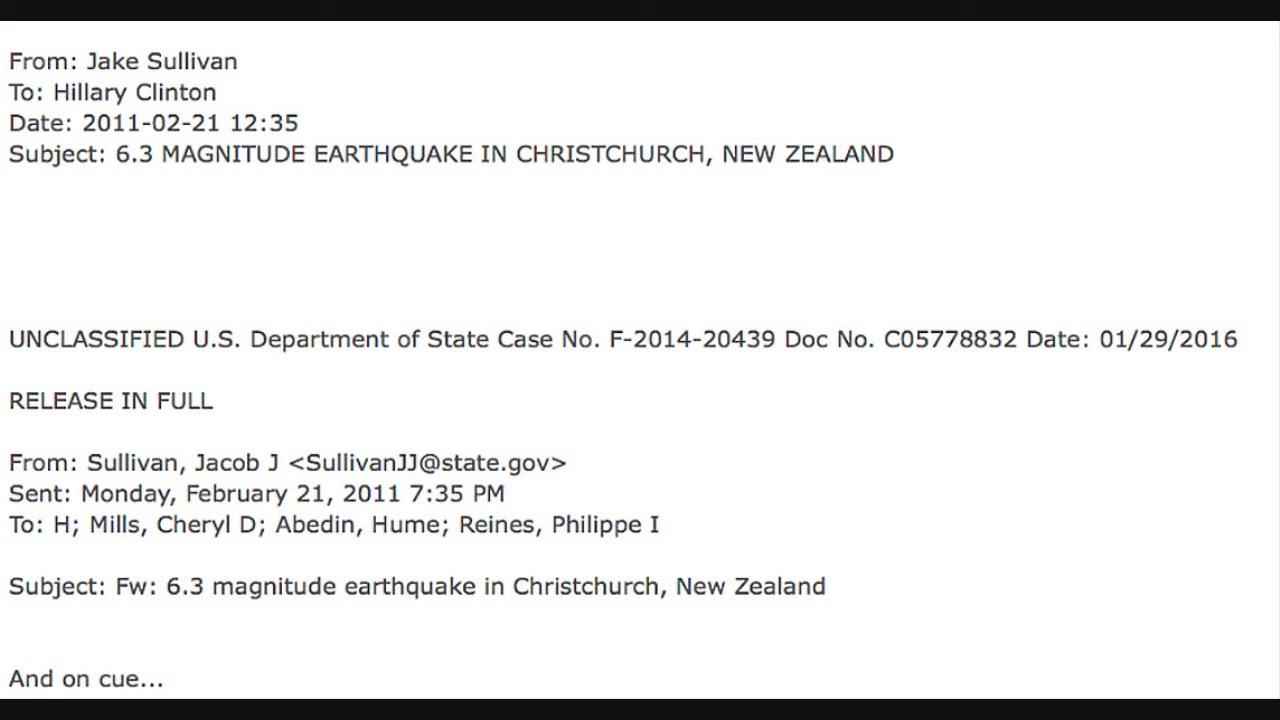 From: Jake Sullivan
To: Hillary Clinton
Date: 2011-02-21 12:35
Subject: 6.3 MAGNITUDE EARTHQUAKE IN CHRISTCHURCH, NEW ZEALAND
UNCLASSIFIED U.S. Department of State Case No. F-2014-20439 Doc No. C05778832 Date: 01/29/2016
RELEASE IN FULL
From: Sullivan, Jacob J <SullivanJJ@state.gov>
Sent: Monday, February 21, 2011 7:35 PM
To: H; Mills, Cheryl D; Abedin, Hume; Reines, Philippe I
Subject: Fw: 6.3 magnitude earthquake in Christchurch, New Zealand
And on cue...